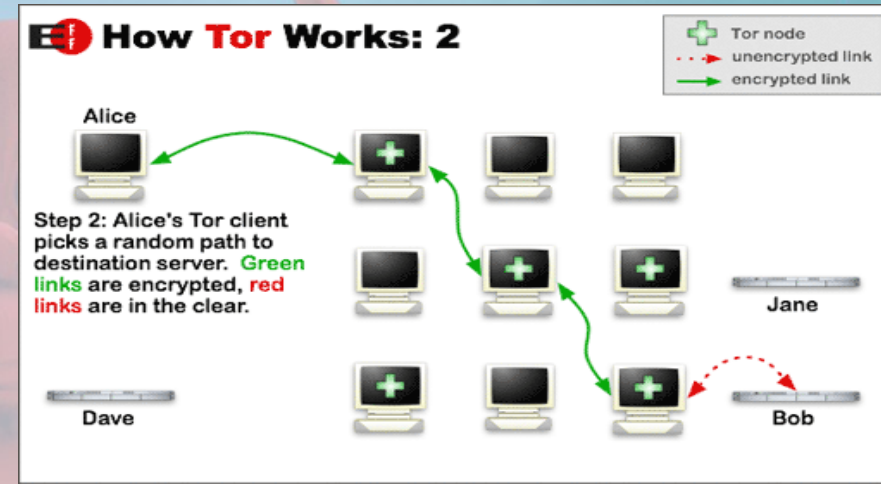 EFF How Tor Works: 2
Tor node
unencrypted link
encrypted link
Alice
Step 2: Alice's Tor client
picks a random path to
destination server. Green
links are encrypted, red
links are in the clear.
Jane
Dave
Bob